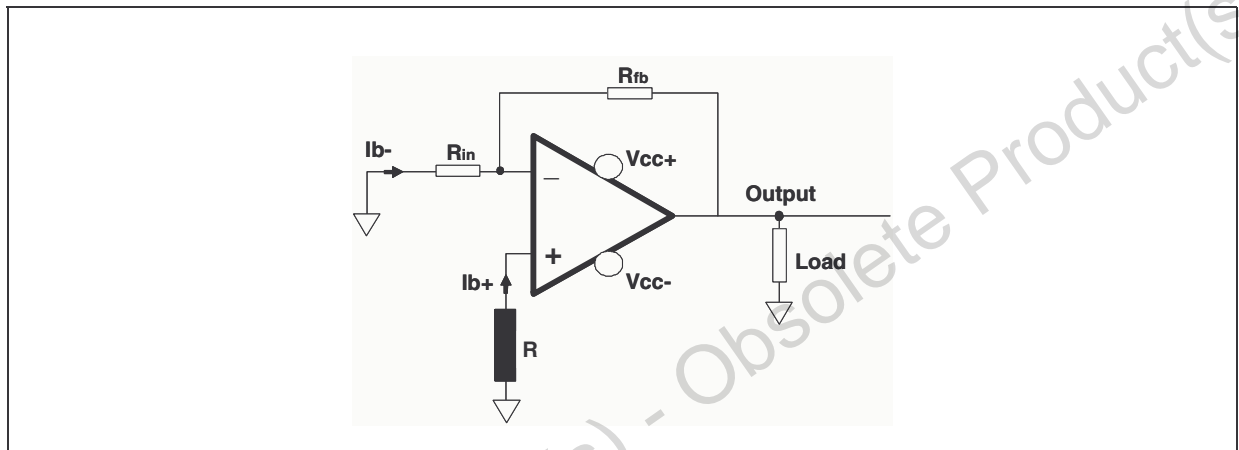 Rfb
Ib-
Rin
Vcc+
–
Output
+
Load
Ib+
Vcc-
R
) - Obsolete Product(s